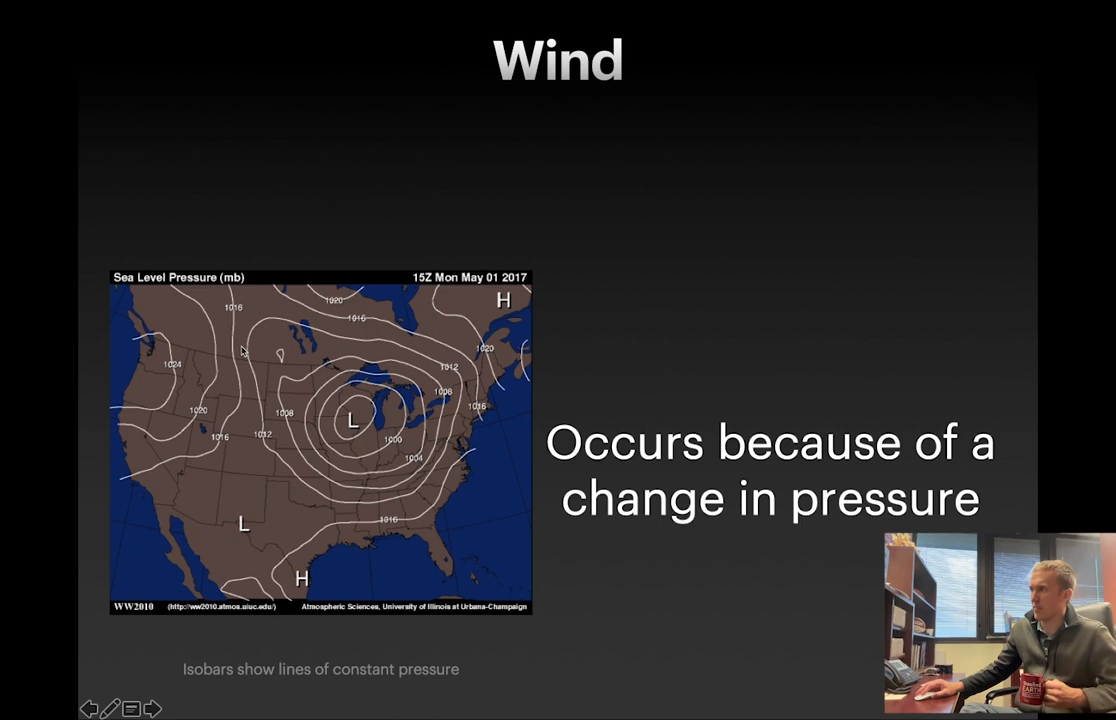 Wind
Sea Level Pressure (mb) 15Z Mon May 01 2017
H
1020
1016
1016
1020
1024
1012
1008
1020
1008
1016
L
1016
1012
1000
1004
L
1016
H
WW2010 (http://ww2010.atmos.uiuc.edu/) Atmospheric Sciences, University of Illinois at Urbana-Champaign
Isobars show lines of constant pressure
Occurs because of a
change in pressure
EARTH